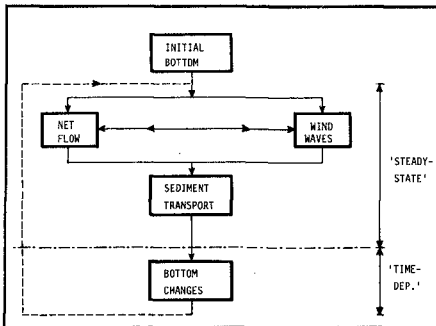 INITIAL
BOTTOM
NET
FLOW
WIND
WAVES
'STEADY-
STATE'
SEDIMENT
TRANSPORT
BOTTOM
CHANGES
'TIME-
DEP.'